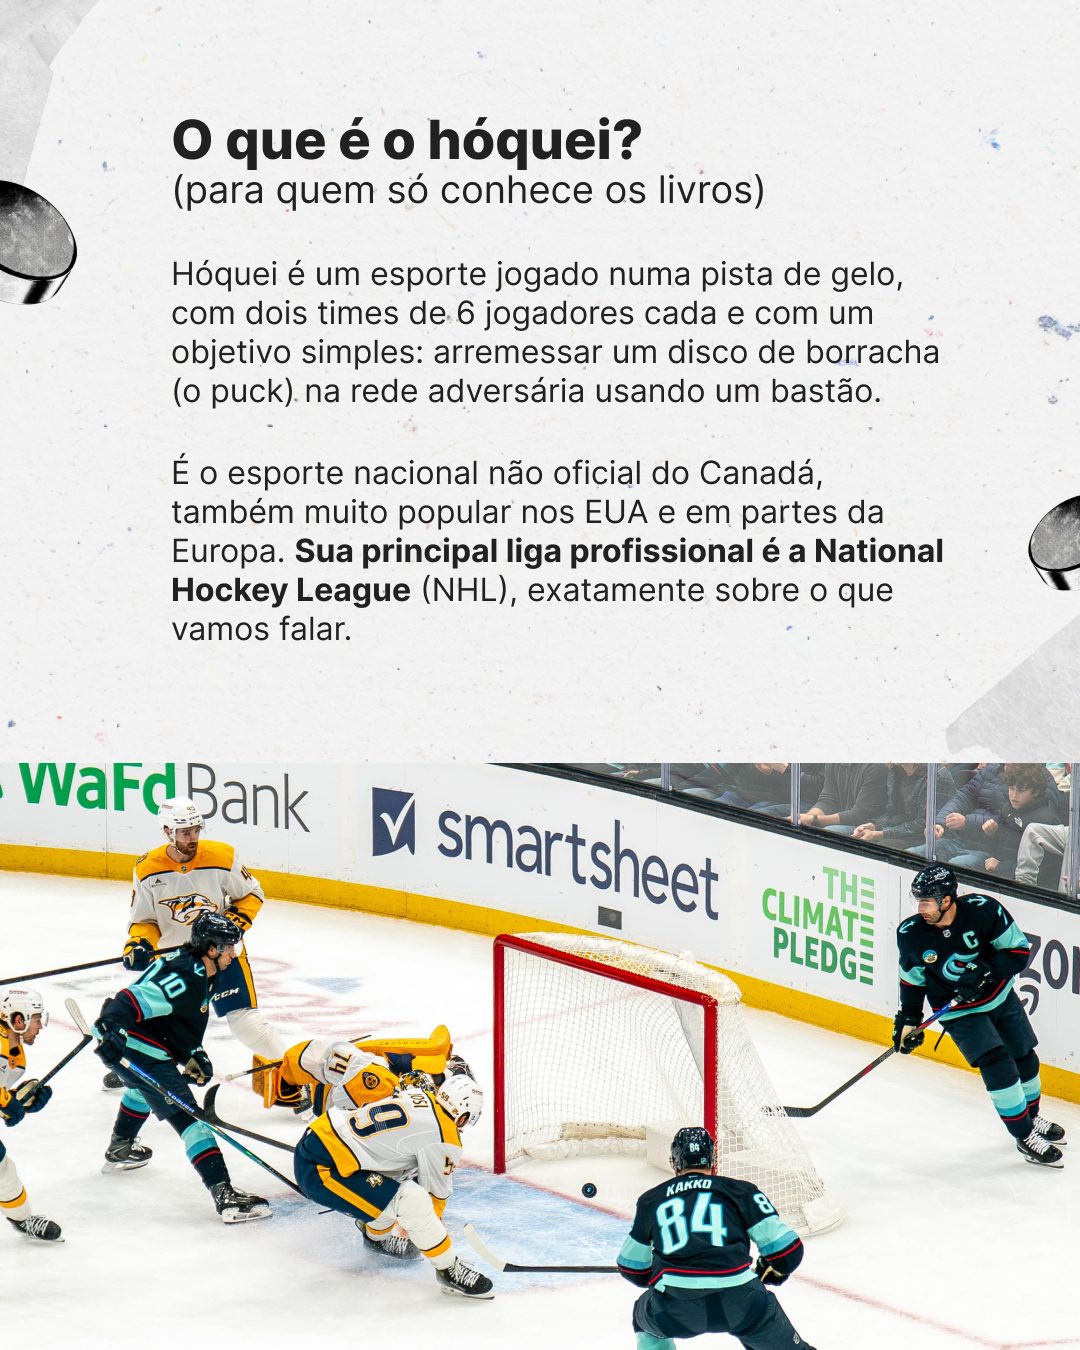 O que é o hóquei?
(para quem só conhece os livros)
Hóquei é um esporte jogado numa pista de gelo,
com dois times de 6 jogadores cada e com um
objetivo simples: arremessar um disco de borracha
(o puck) na rede adversária usando um bastão.
É o esporte nacional não oficial do Canadá,
também muito popular nos EUA e em partes da
Europa. Sua principal liga profissional é a National
Hockey League (NHL), exatamente sobre o que
vamos falar.
WaFd Bank
smartsheet
THE
CLIMATE
PLEDGE
C
10
CCM
14
59
84
KAKKO
84